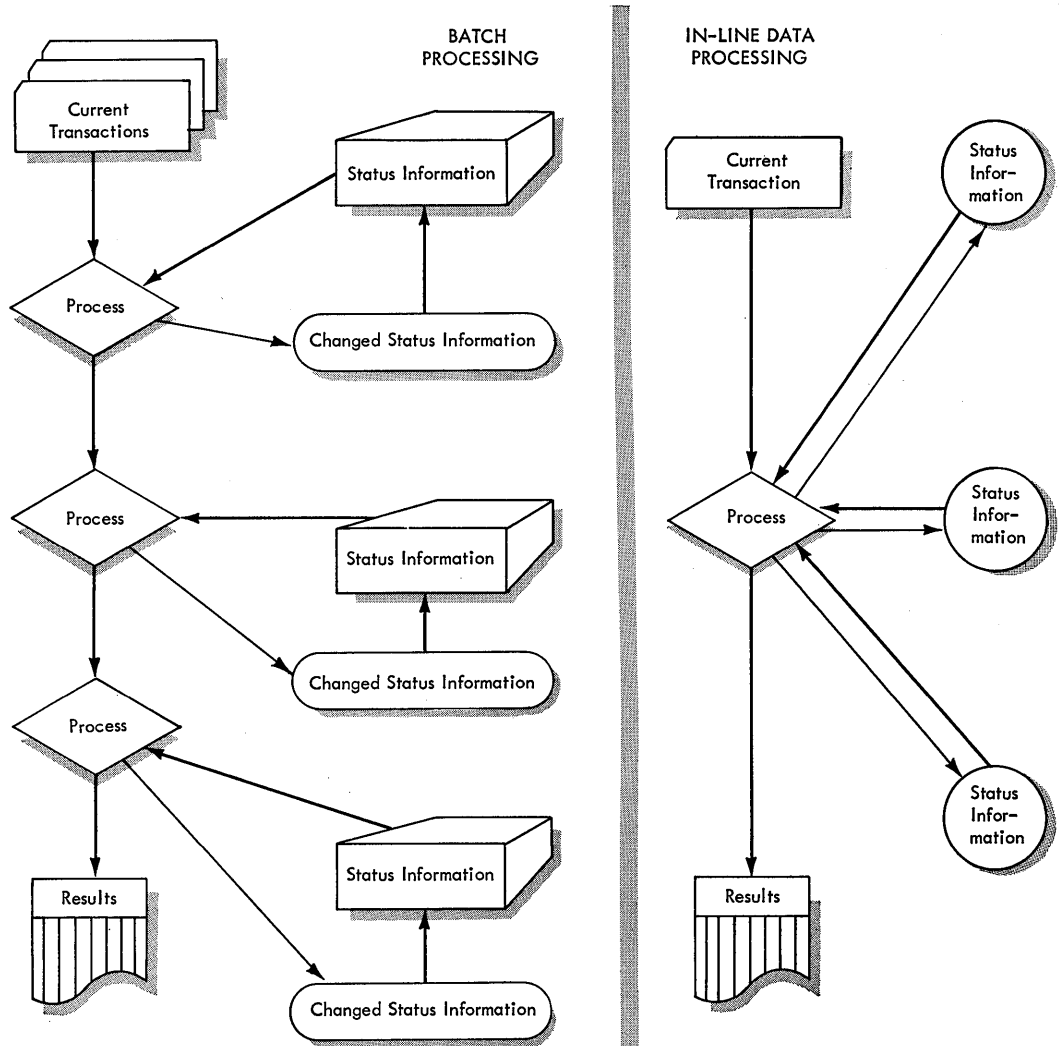 BATCH
PROCESSING
Current
Transactions
Status Information
Process
Changed Status Information
Process
Status Information
Changed Status Information
Process
Status Information
Results
Changed Status Information
IN-LINE DATA
PROCESSING
Current
Transaction
Status
Infor-
mation
Process
Status
Infor-
mation
Status
Infor-
mation
Results